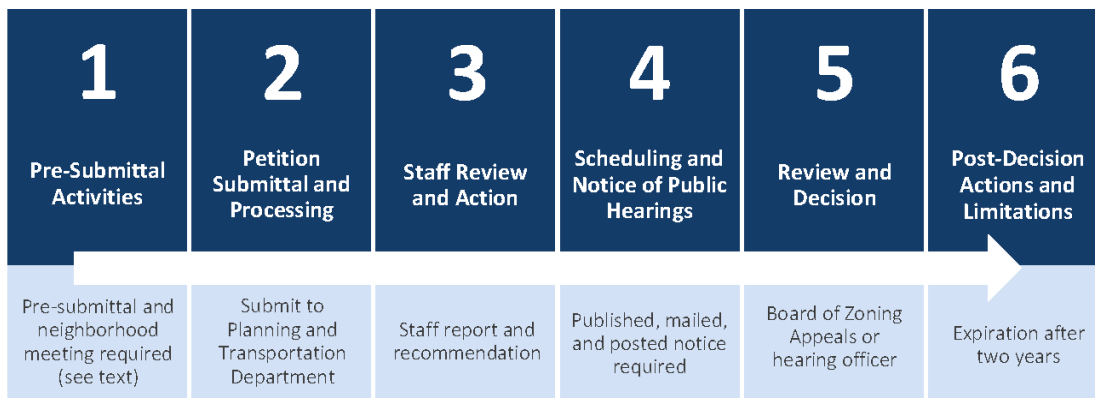 1
Pre-Submittal
Activities
Pre-submittal and
neighborhood
meeting required
(see text)
2
Petition
Submittal and
Processing
Submit to
Planning and
Transportation
Department
3
Staff Review
and Action
Staff report and
recommendation
4
Scheduling and
Notice of Public
Hearings
Published, mailed,
and posted notice
required
5
Review and
Decision
Board of Zoning
Appeals or
hearing officer
6
Post-Decision
Actions and
Limitations
Expiration after
two years